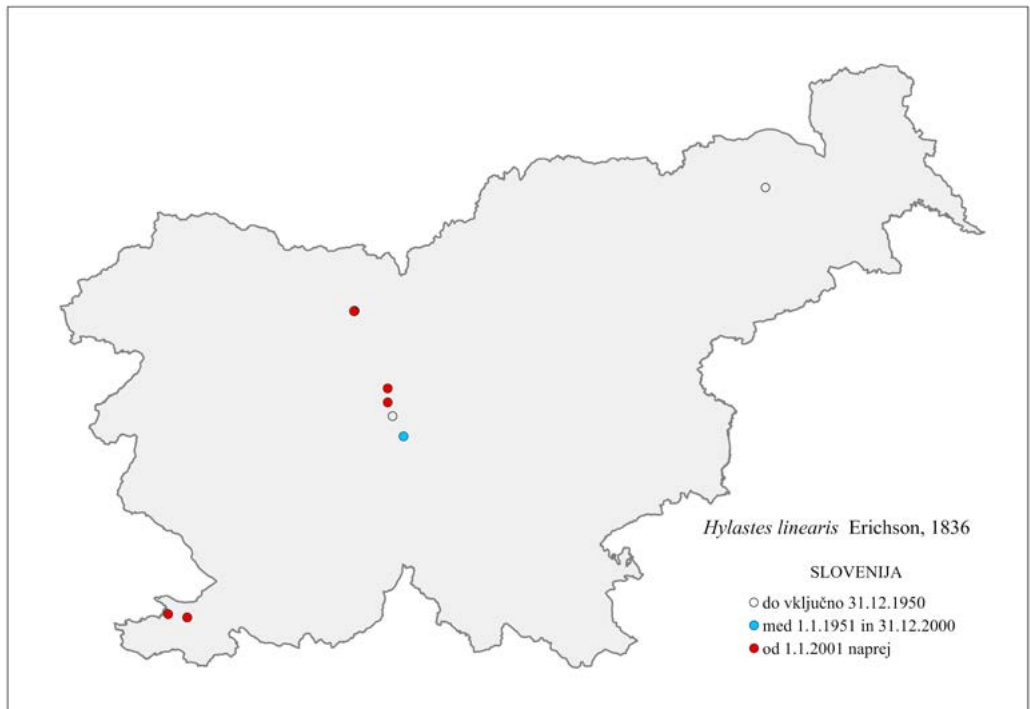 Hylastes linearis Erichson, 1836
SLOVENIJA
do vključno 31.12.1950
med 1.1.1951 in 31.12.2000
od 1.1.2001 naprej